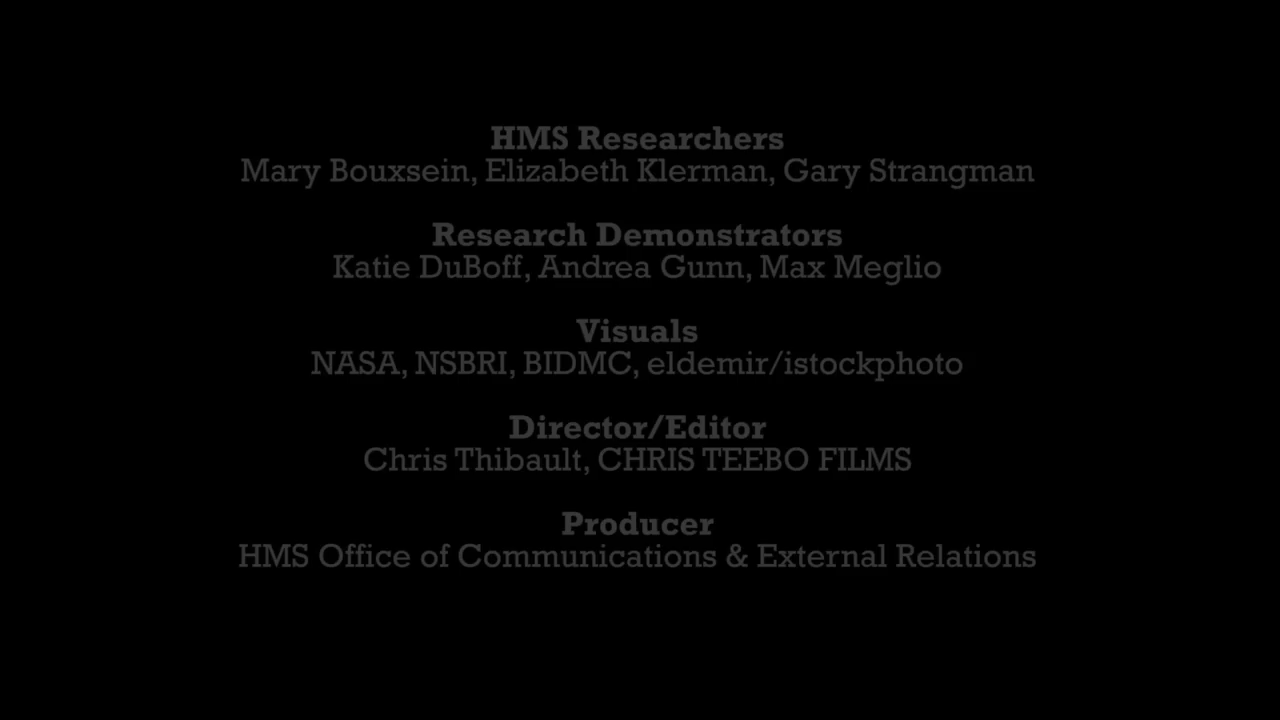 HMS Researchers
Mary Bouxsein, Elizabeth Klerman, Gary Strangman
Research Demonstrators
Katie DuBoff, Andrea Gunn, Max Meglio
Visuals
NASA, NSBRI, BIDMC, eldemir/istockphoto
Director/Editor
Chris Thibault, CHRIS TEEBO FILMS
Producer
HMS Office of Communications & External Relations